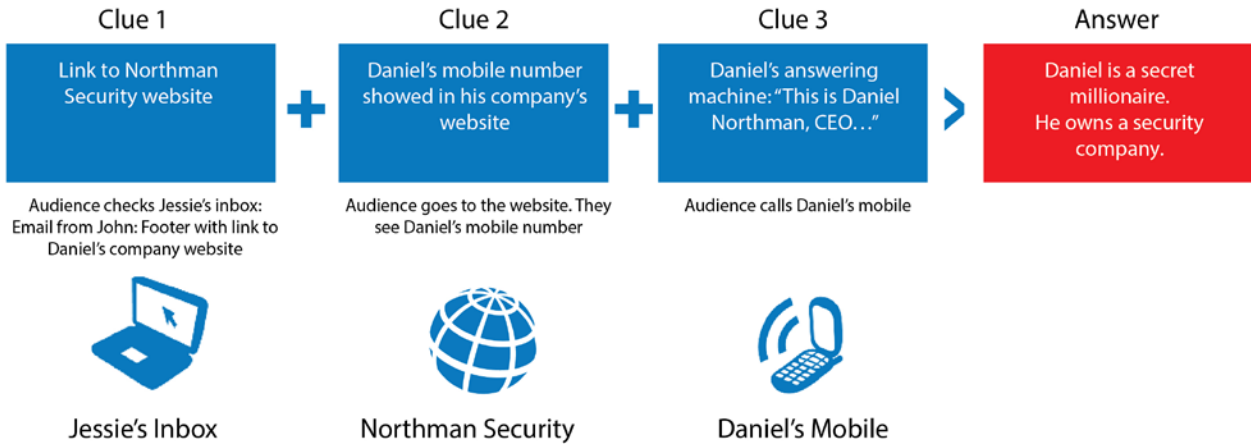 Clue 1
Clue 2
Clue 3
Answer
Link to Northman
Security website
Daniel's mobile number
showed in his company's
website
Daniel's answering
machine: “This is Daniel
Northman, CEO…”
Daniel is a secret
millionaire.
He owns a security
company.
Audience checks Jessie's inbox:
Email from John: Footer with link to
Daniel's company website
Audience goes to the website. They
see Daniel's mobile number
Audience calls Daniel's mobile
Jessie's Inbox
Northman Security
Daniel's Mobile